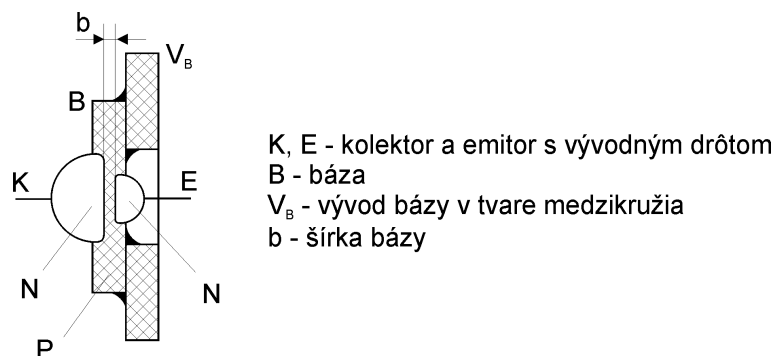 b
V_B
B
K
E
N
N
P
K, E - kolektor a emitor s vývodným drôtom
B - báza
V_B - vývod bázy v tvare medzikružia
b - šírka bázy